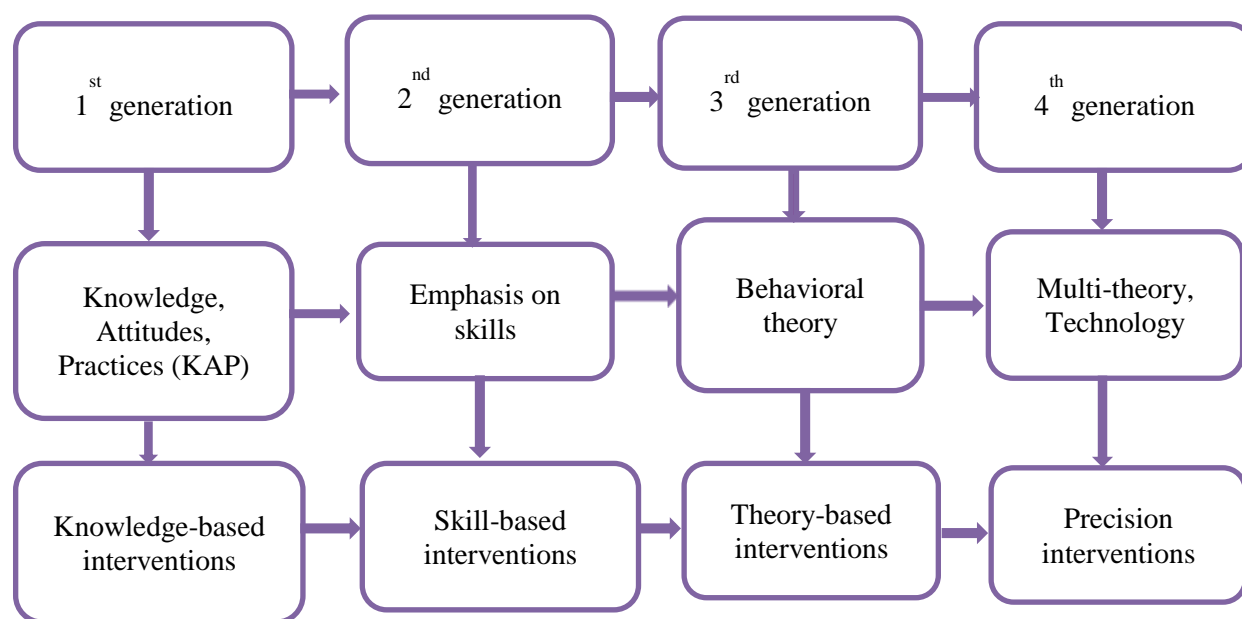 1st generation
2nd generation
3rd generation
4th generation
Knowledge,
Attitudes,
Practices (KAP)
Emphasis on
skills
Behavioral
theory
Multi-theory,
Technology
Knowledge-based
interventions
Skill-based
interventions
Theory-based
interventions
Precision
interventions